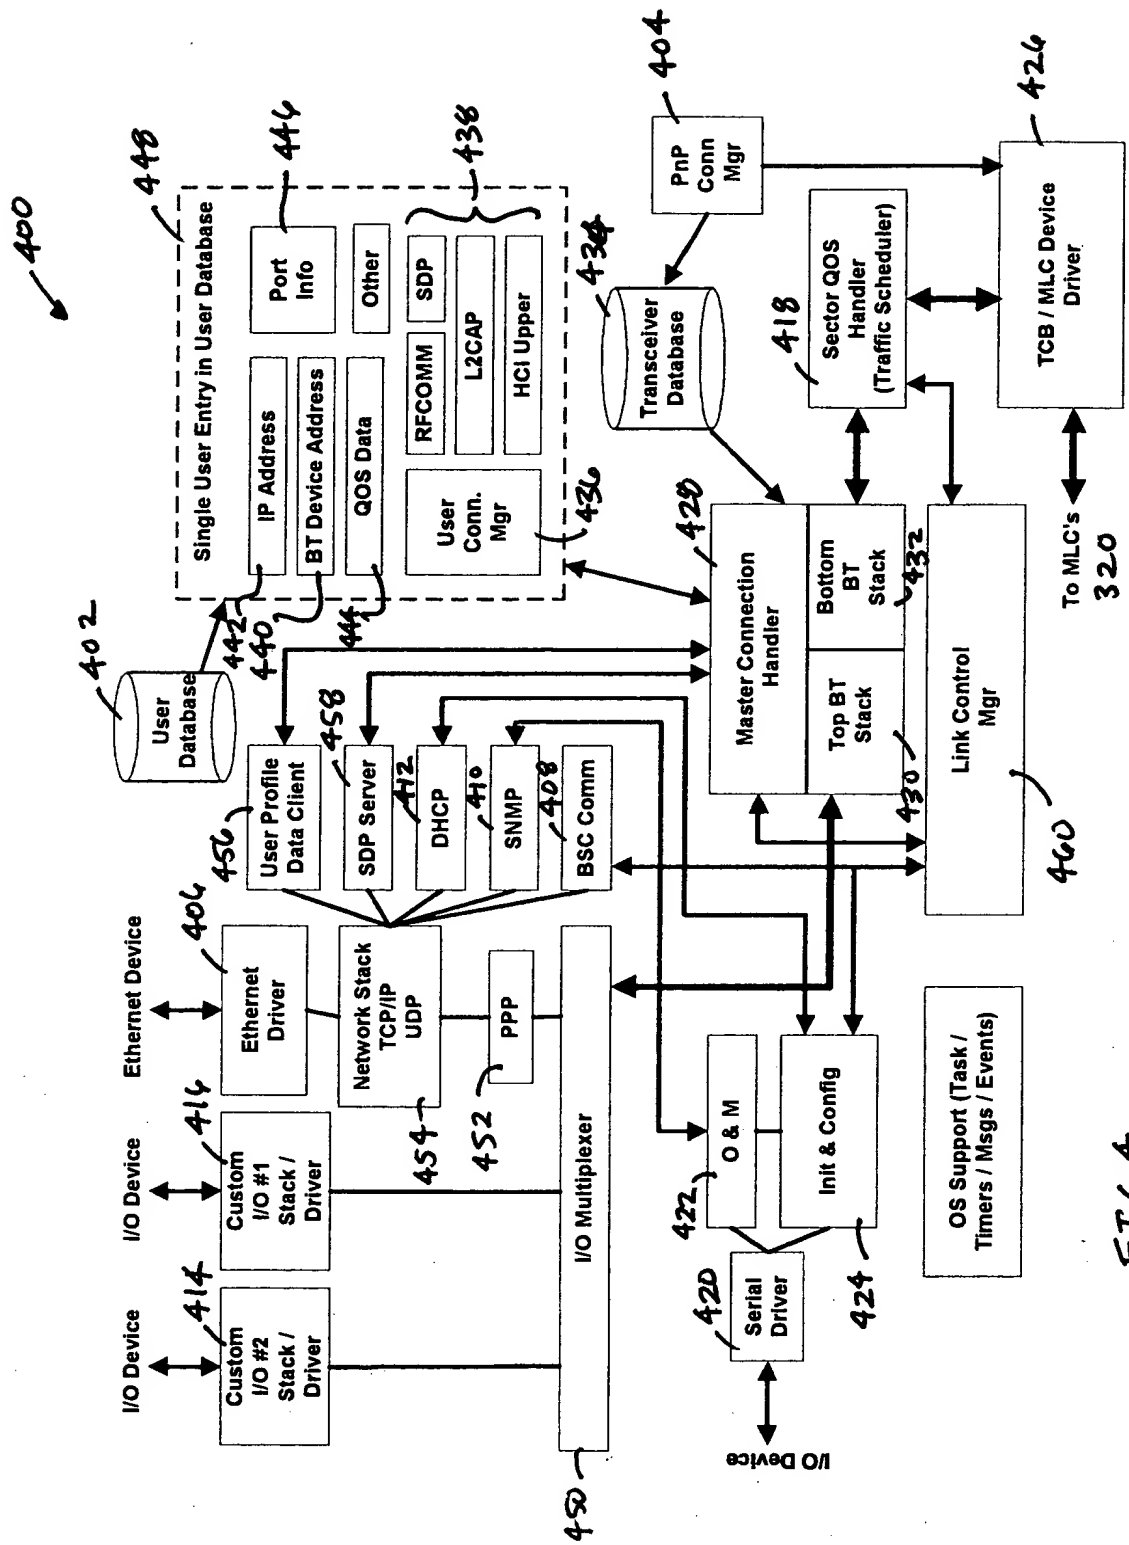 400
402
User
Database
Single User Entry in User Database
448
442
IP Address
440
BT Device Address
444
QOS Data
Port
Info
446
Other
User
Conn.
Mgr
436
RFCOMM
SDP
L2CAP
HCI Upper
438
I/O Device
I/O Device
Ethernet Device
414
Custom
I/O #2
Stack /
Driver
416
Custom
I/O #1
Stack /
Driver
406
Ethernet
Driver
456
User Profile
Data Client
454
Network Stack
TCP/IP
UDP
458
SDP Server
412
DHCP
452
PPP
410
SNMP
408
BSC Comm
450
I/O Multiplexer
434
Transceiver
Database
404
PnP
Conn
Mgr
I/O Device
420
Serial
Driver
422
O & M
424
Init & Config
428
Master Connection
Handler
430
Top BT
Stack
Bottom
BT
Stack
432
418
Sector QOS
Handler
(Traffic Scheduler)
OS Support (Task /
Timers / Msgs / Events)
460
Link Control
Mgr
426
TCB / MLC Device
Driver
To MLC's
320